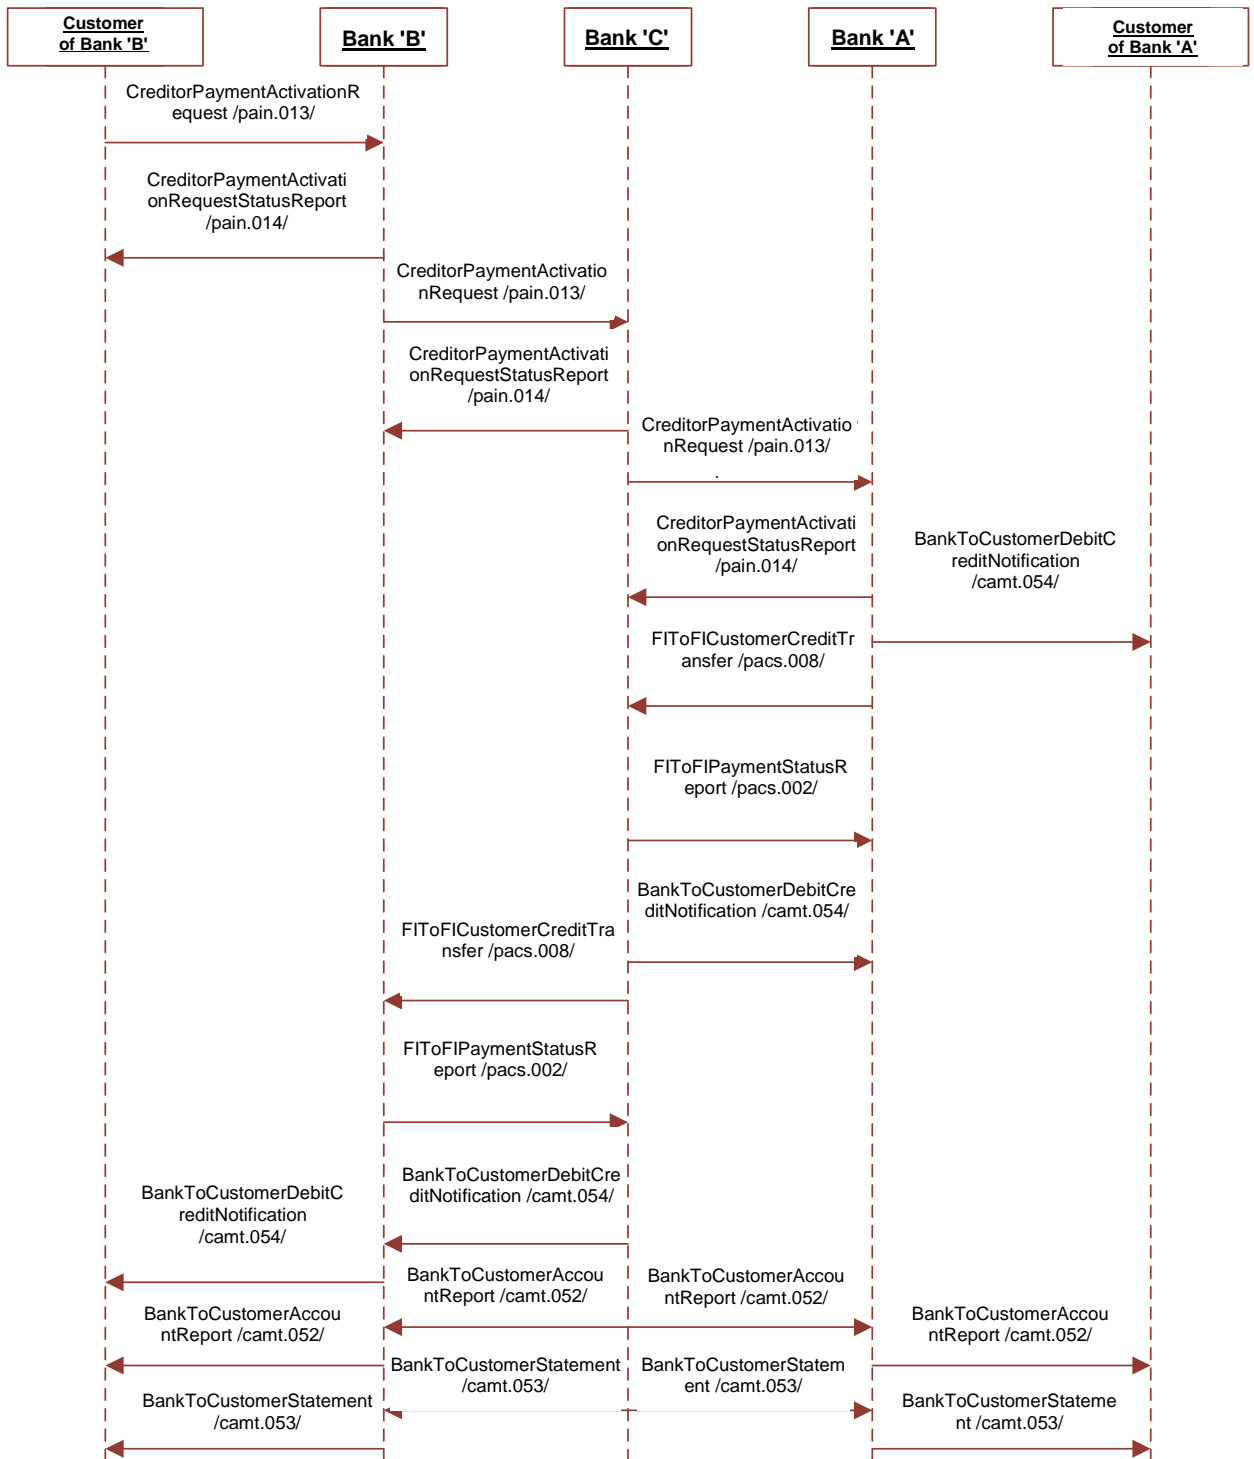 Customer
of Bank 'B'
Bank 'B'
Bank 'C'
Bank 'A'
Customer
of Bank 'A'
CreditorPaymentActivationR
equest /pain.013/
CreditorPaymentActivati
onRequestStatusReport
/pain.014/
CreditorPaymentActivatio
nRequest /pain.013/
CreditorPaymentActivati
onRequestStatusReport
/pain.014/
CreditorPaymentActivatio
nRequest /pain.013/
CreditorPaymentActivati
onRequestStatusReport
/pain.014/
BankToCustomerDebitC
reditNotification
/camt.054/
FIToFICustomerCreditTr
ansfer /pacs.008/
FIToFIPaymentStatusR
eport /pacs.002/
BankToCustomerDebitCre
ditNotification /camt.054/
FIToFICustomerCreditTra
nsfer /pacs.008/
FIToFIPaymentStatusR
eport /pacs.002/
BankToCustomerDebitCre
ditNotification /camt.054/
BankToCustomerDebitC
reditNotification
/camt.054/
BankToCustomerAccou
ntReport /camt.052/
BankToCustomerAccou
ntReport /camt.052/
BankToCustomerAccou
ntReport /camt.052/
BankToCustomerAccou
ntReport /camt.052/
BankToCustomerStatement
/camt.053/
BankToCustomerStatem
ent /camt.053/
BankToCustomerStatement
/camt.053/
BankToCustomerStateme
nt /camt.053/